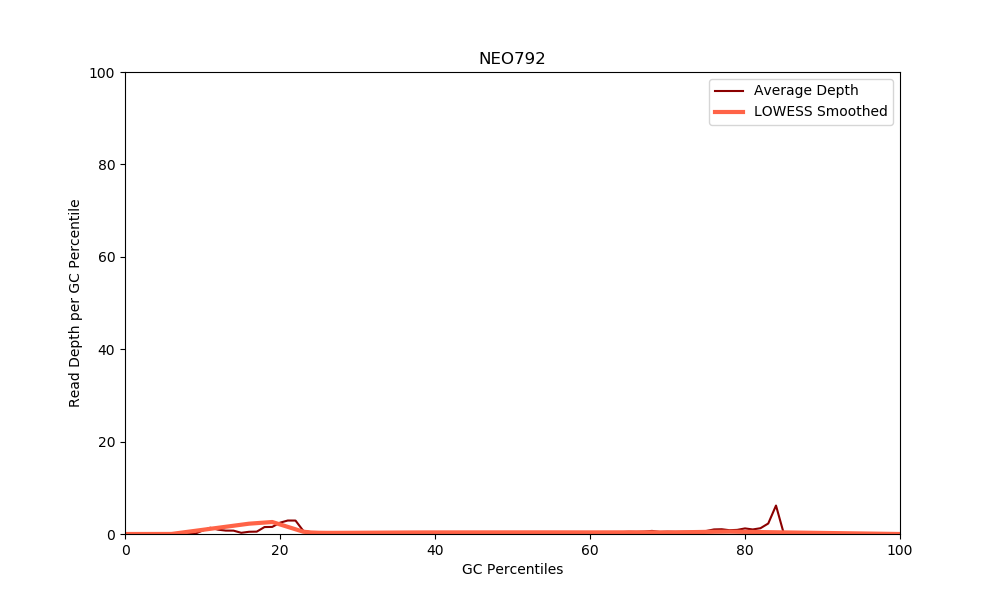 NEO792
Average Depth
LOWESS Smoothed
Read Depth per GC Percentile
100
80
60
40
20
0
0 20 40 60 80 100
GC Percentiles